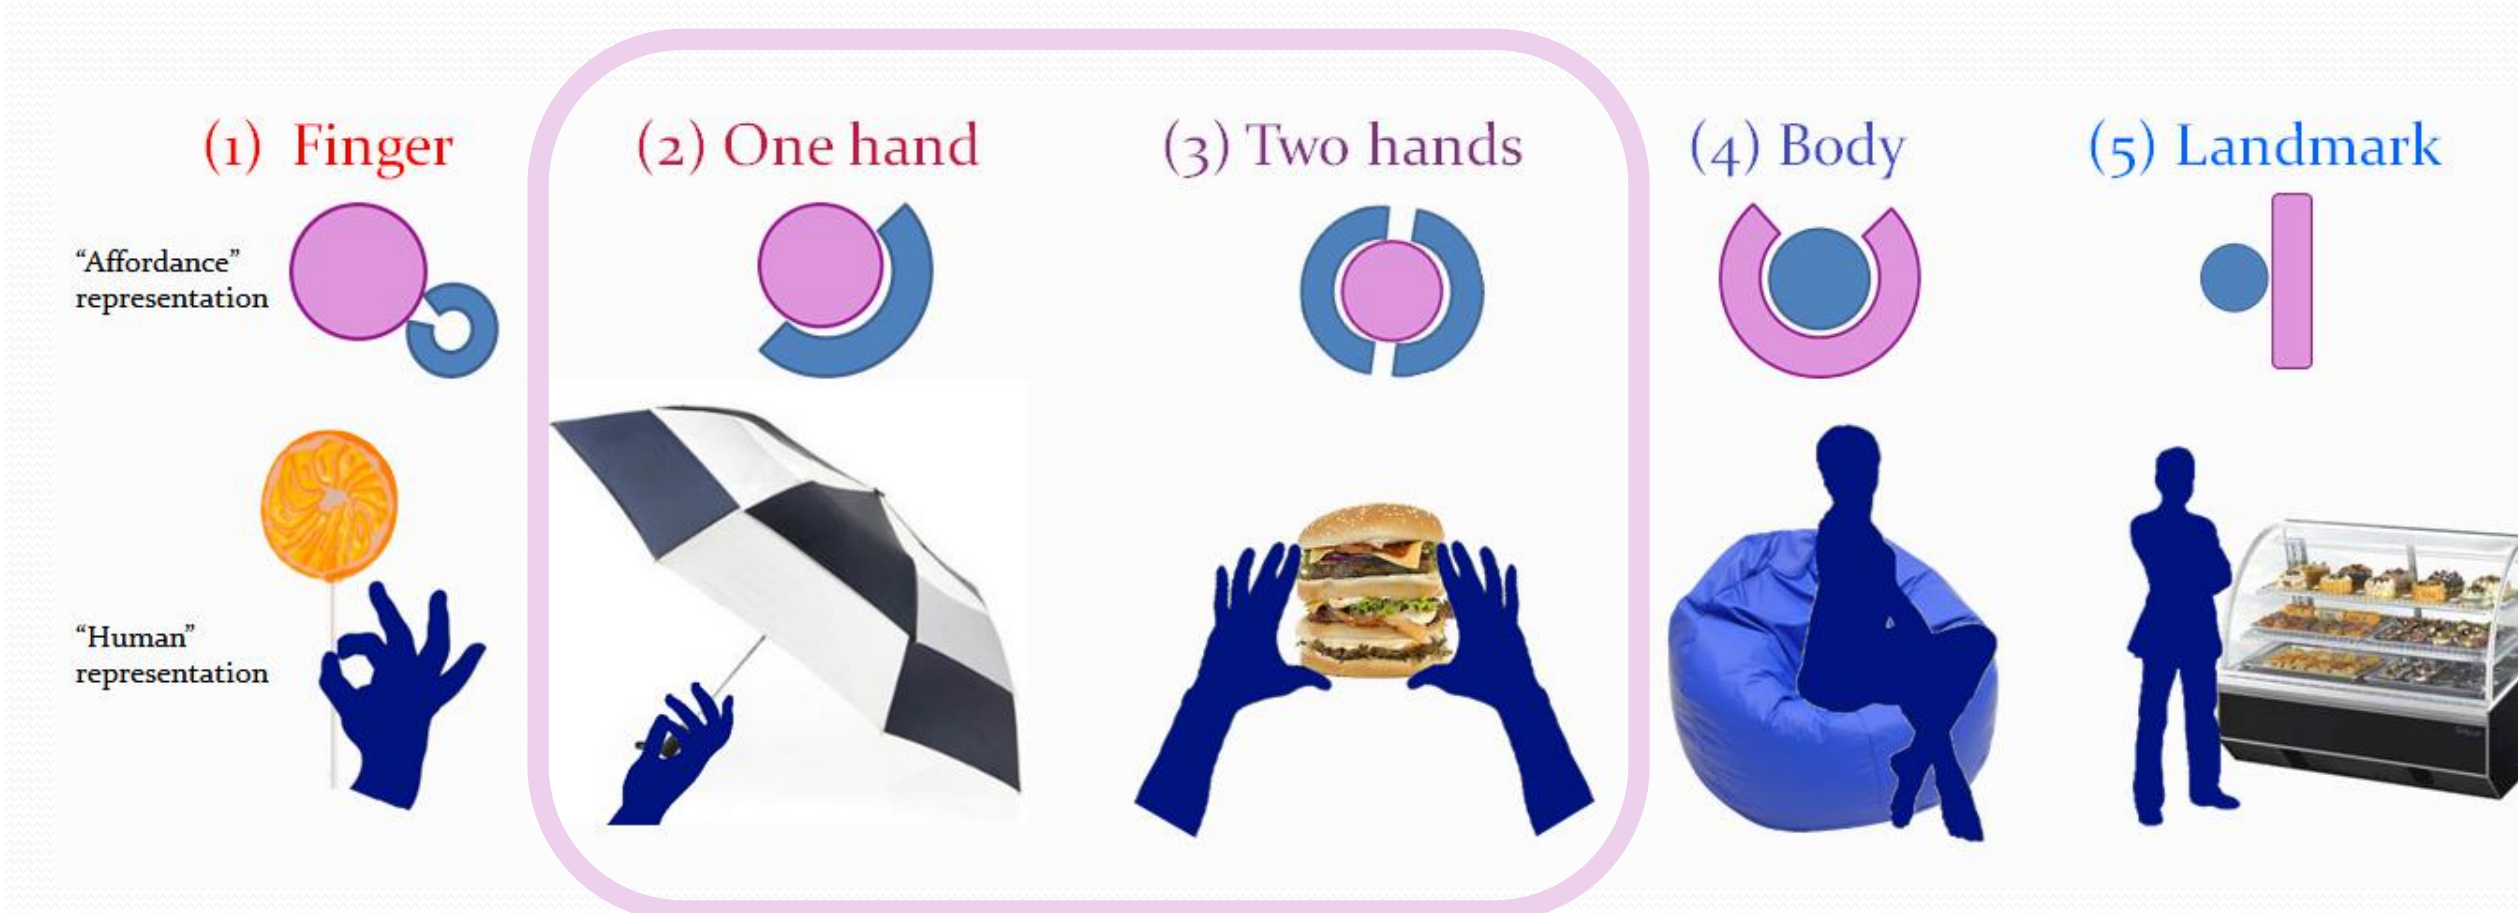 (1) Finger
(2) One hand
(3) Two hands
(4) Body
(5) Landmark
“Affordance”
representation
“Human”
representation